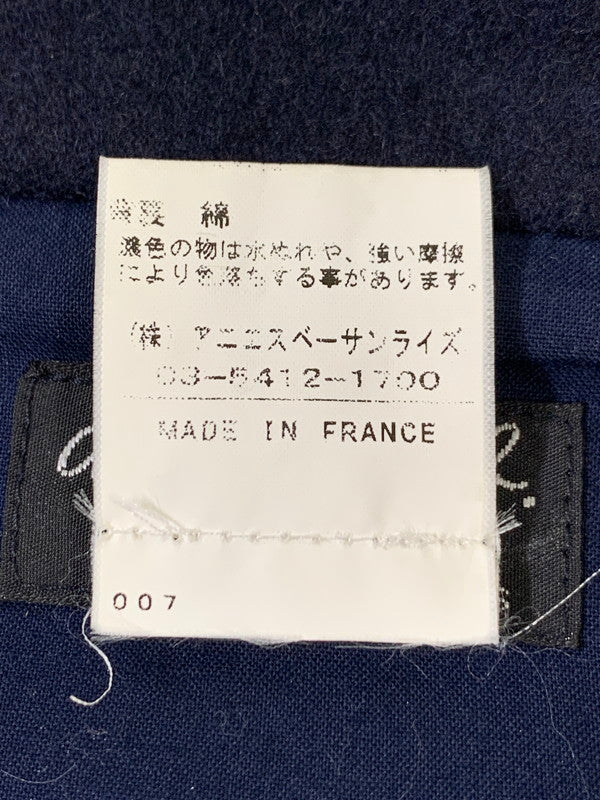 綿
濃色の物は水ぬれや、強い摩擦
により色落ちする事があります。
(株)アニエスベーサンライズ
03-5412-1700
MADE IN FRANCE
007